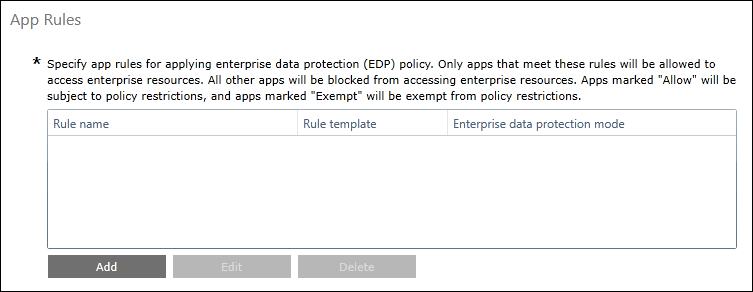 App Rules
* Specify app rules for applying enterprise data protection (EDP) policy. Only apps that meet these rules will be allowed to
access enterprise resources. All other apps will be blocked from accessing enterprise resources. Apps marked "Allow" will be
subject to policy restrictions, and apps marked "Exempt" will be exempt from policy restrictions.
Rule name Rule template Enterprise data protection mode
Add Edit Delete